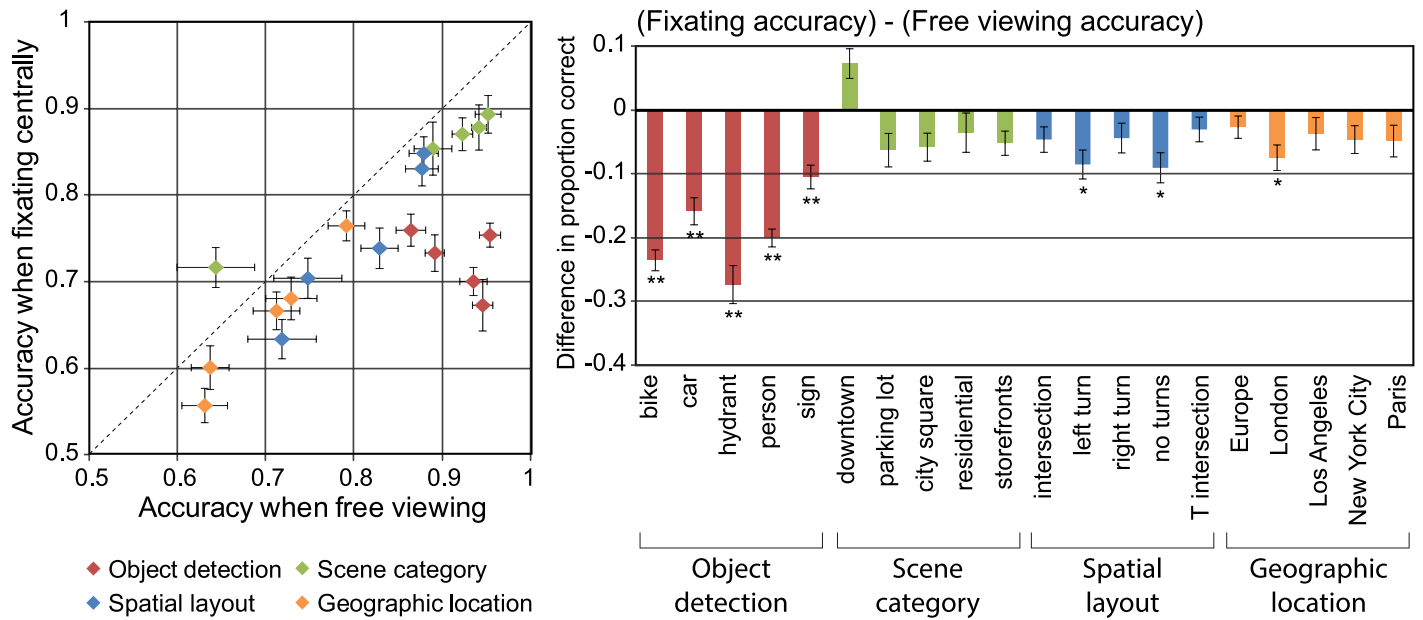 Accuracy when fixating centrally
1
0.9
0.8
0.7
0.6
0.5
0.5
0.6
0.7
0.8
0.9
1
Accuracy when free viewing
Object detection
Scene category
Spatial layout
Geographic location
(Fixating accuracy) - (Free viewing accuracy)
Difference in proportion correct
0.1
0
-0.1
-0.2
-0.3
-0.4
**
**
**
**
**
*
*
*
bike
car
hydrant
person
sign
downtown
parking lot
city square
residiential
storefronts
intersection
left turn
right turn
no turns
T intersection
Europe
London
Los Angeles
New York City
Paris
Object
detection
Scene
category
Spatial
layout
Geographic
location